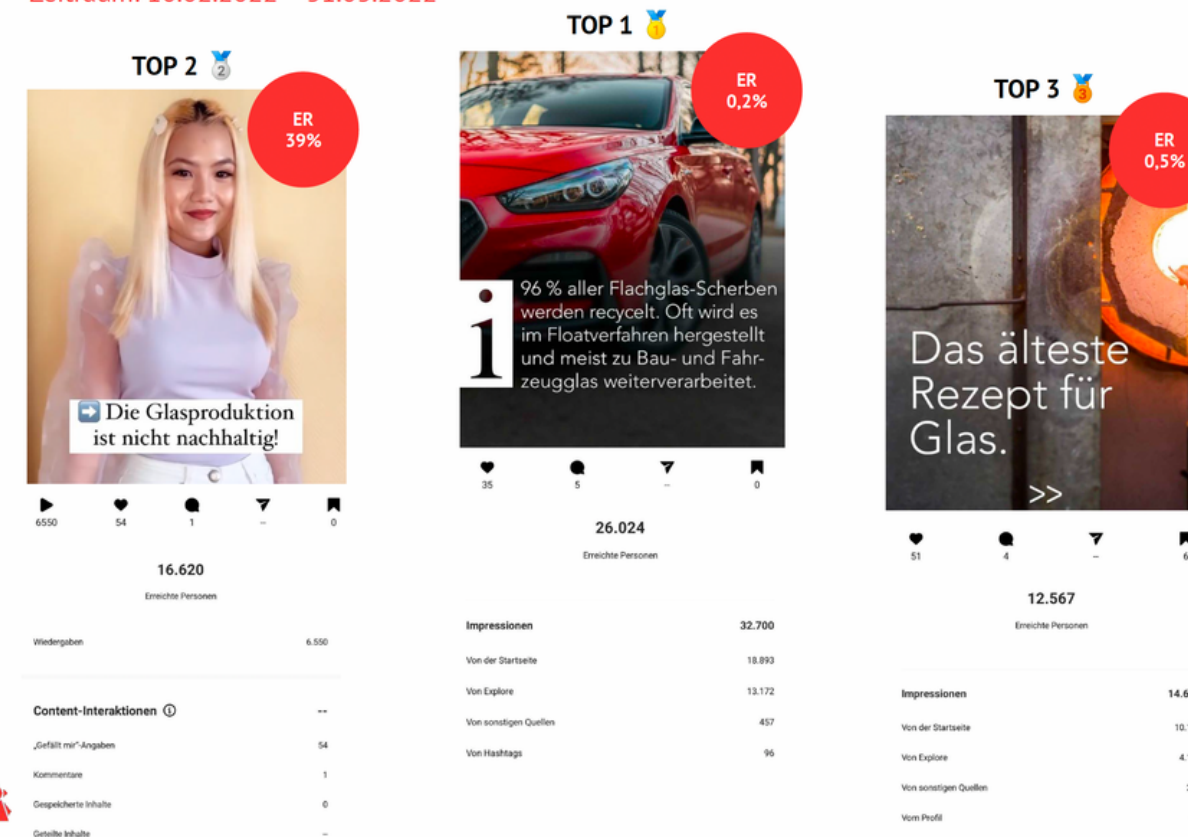 TOP 2
2
ER
39%
➡ Die Glasproduktion
ist nicht nachhaltig!
6550
54
1
--
0
16.620
Erreichte Personen
Wiedergaben 6.550
Content-Interaktionen --
„Gefällt mir"-Angaben 54
Kommentare 1
Gespeicherte Inhalte 0
Geteilte Inhalte --
TOP 1
1
ER
0,2%
i
96 % aller Flachglas-Scherben
werden recycelt. Oft wird es
im Floatverfahren hergestellt
und meist zu Bau- und Fahr-
zeugglas weiterverarbeitet.
35
5
--
0
26.024
Erreichte Personen
Impressionen 32.700
Von der Startseite 18.893
Von Explore 13.172
Von sonstigen Quellen 457
Von Hashtags 96
TOP 3
3
ER
0,5%
Das älteste
Rezept für
Glas.
>>
51
4
--
6
12.567
Erreichte Personen
Impressionen
Von der Startseite
Von Explore
Von sonstigen Quellen
Vom Profil